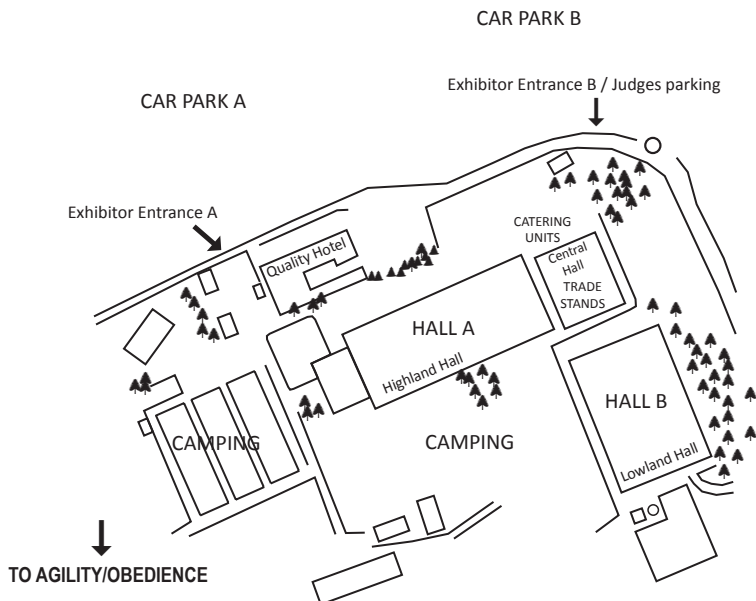 CAR PARK B
Exhibitor Entrance B / Judges parking
CAR PARK A
Exhibitor Entrance A
Quality Hotel
CATERING
UNITS
Central
Hall
TRADE
STANDS
HALL A
Highland Hall
HALL B
Lowland Hall
CAMPING
CAMPING
TO AGILITY/OBEDIENCE